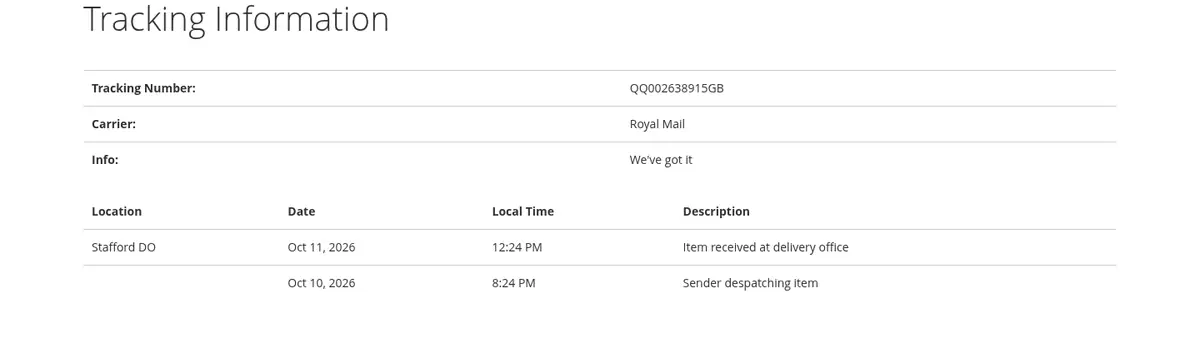 Tracking Information
Tracking Number: QQ002638915GB
Carrier: Royal Mail
Info: We've got it
Location Date Local Time Description
Stafford DO Oct 11, 2026 12:24 PM Item received at delivery office
Oct 10, 2026 8:24 PM Sender despatching item